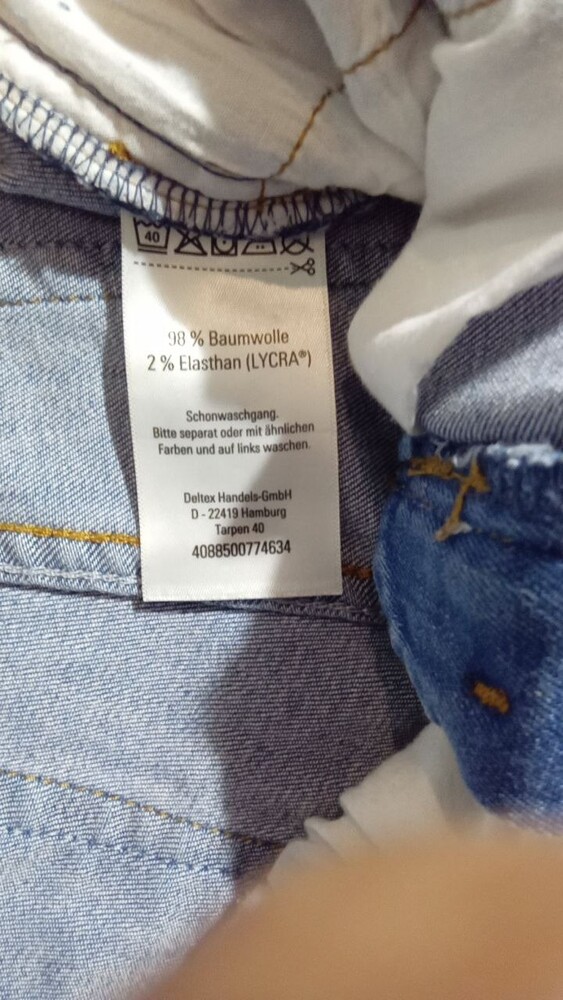 40
98 % Baumwolle
2 % Elasthan (LYCRA®)
Schonwaschgang.
Bitte separat oder mit ähnlichen
Farben und auf links waschen.
Deltex Handels-GmbH
D - 22419 Hamburg
Tarpen 40
4088500774634